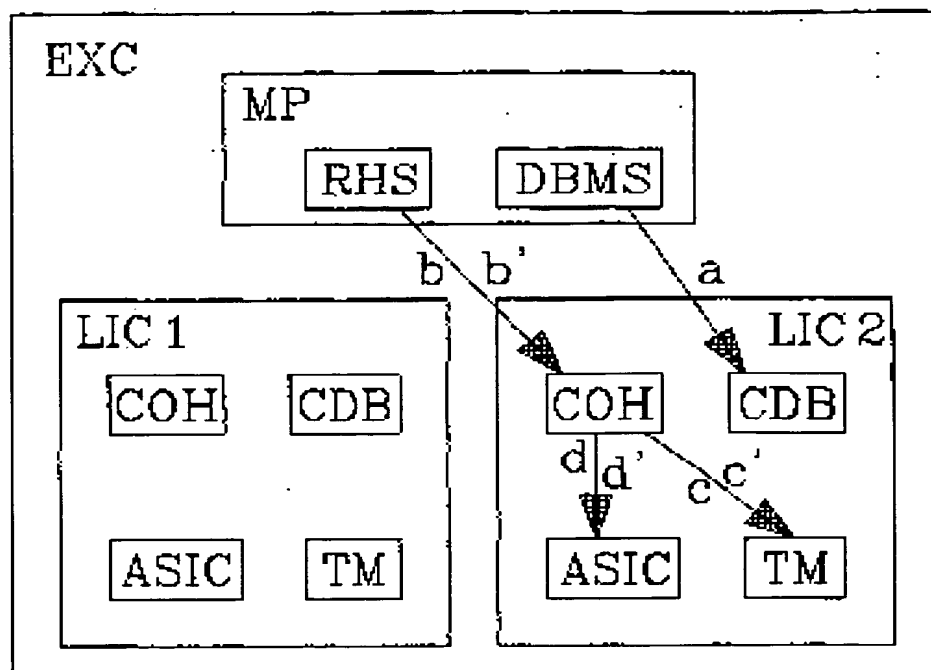 EXC
MP
RHS DBMS
b b' a
LIC 1 LIC 2
COH CDB COH CDB
d d' c c'
ASIC TM ASIC TM